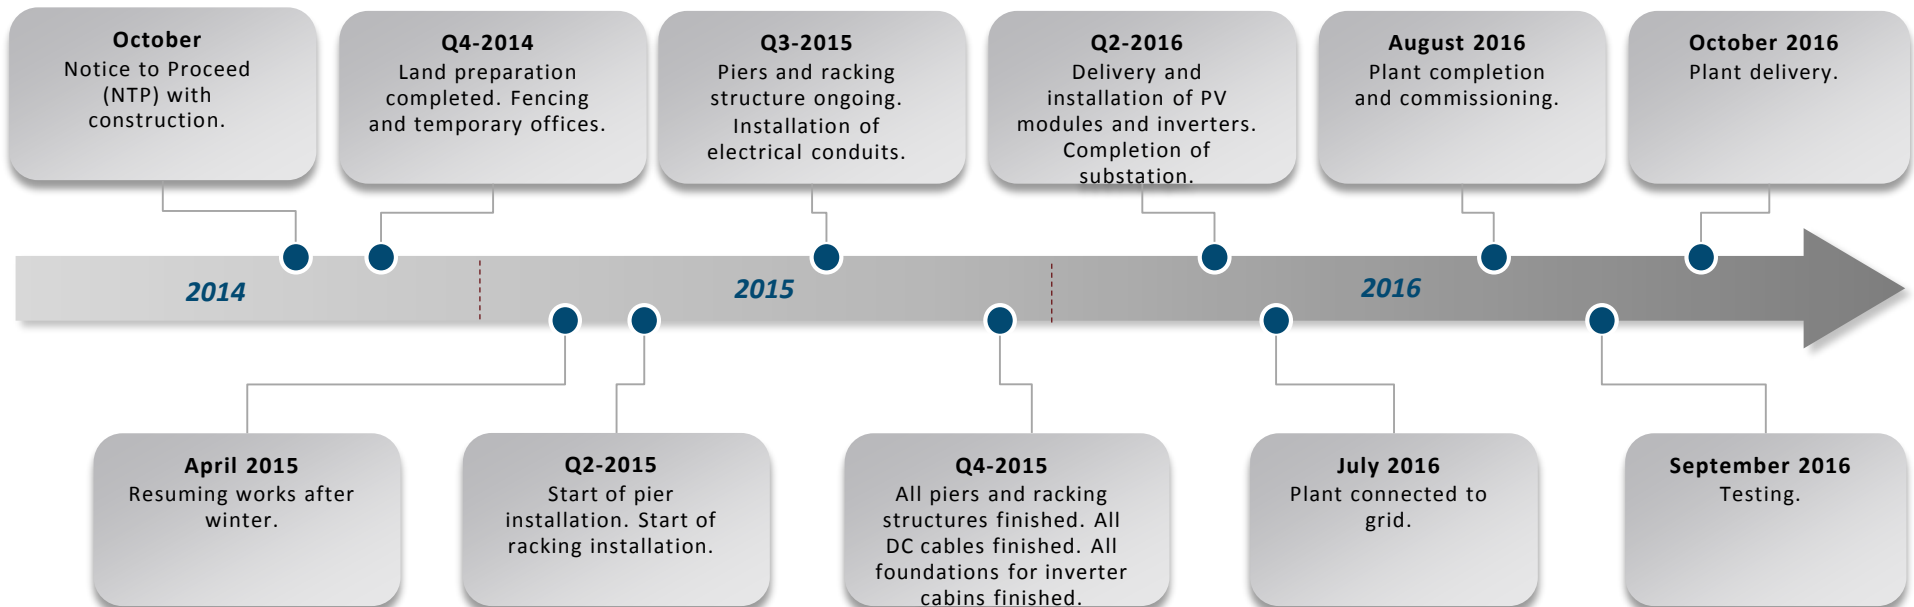 October
Notice to Proceed
(NTP) with
construction.
Q4-2014
Land preparation
completed. Fencing
and temporary offices.
Q3-2015
Piers and racking
structure ongoing.
Installation of
electrical conduits.
Q2-2016
Delivery and
installation of PV
modules and inverters.
Completion of
substation.
August 2016
Plant completion
and commissioning.
October 2016
Plant delivery.
2014
2015
2016
April 2015
Resuming works after
winter.
Q2-2015
Start of pier
installation. Start of
racking installation.
Q4-2015
All piers and racking
structures finished. All
DC cables finished. All
foundations for inverter
cabins finished.
July 2016
Plant connected to
grid.
September 2016
Testing.